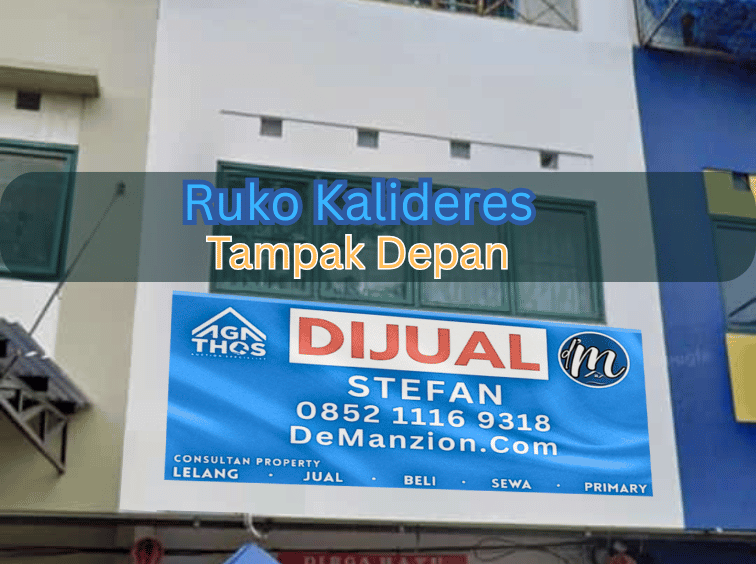 Ruko Kalideres
Tampak Depan
AGN
THOS
DIJUAL
dm
STEFAN
0852 1116 9318
DeManzion.Com
CONSULTAN PROPERTY
LELANG · JUAL · BELI · SEWA · PRIMARY